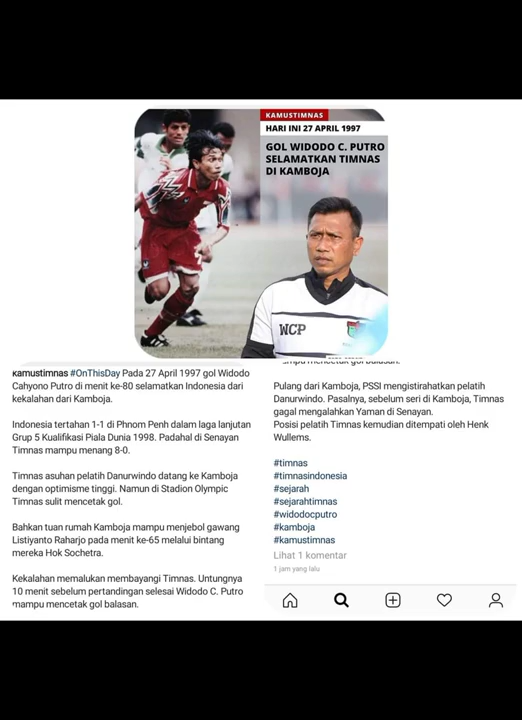 KAMUSTIMNAS
HARI INI 27 APRIL 1997
GOL WIDODO C. PUTRO
SELAMATKAN TIMNAS
DI KAMBOJA
WCP
kamustimnas #OnThisDay Pada 27 April 1997 gol Widodo
Cahyono Putro di menit ke-80 selamatkan Indonesia dari
kekalahan dari Kamboja.
Indonesia tertahan 1-1 di Phnom Penh dalam laga lanjutan
Grup 5 Kualifikasi Piala Dunia 1998. Padahal di Senayan
Timnas mampu menang 8-0.
Timnas asuhan pelatih Danurwindo datang ke Kamboja
dengan optimisme tinggi. Namun di Stadion Olympic
Timnas sulit mencetak gol.
Bahkan tuan rumah Kamboja mampu menjebol gawang
Listiyanto Raharjo pada menit ke-65 melalui bintang
mereka Hok Sochetra.
Kekalahan memalukan membayangi Timnas. Untungnya
10 menit sebelum pertandingan selesai Widodo C. Putro
mampu mencetak gol balasan.
mampu mencetak gol balasan.
Pulang dari Kamboja, PSSI mengistirahatkan pelatih
Danurwindo. Pasalnya, sebelum seri di Kamboja, Timnas
gagal mengalahkan Yaman di Senayan.
Posisi pelatih Timnas kemudian ditempati oleh Henk
Wullems.
#timnas
#timnasindonesia
#sejarah
#sejarahtimnas
#widodocputro
#kamboja
#kamustimnas
Lihat 1 komentar
1 jam yang lalu